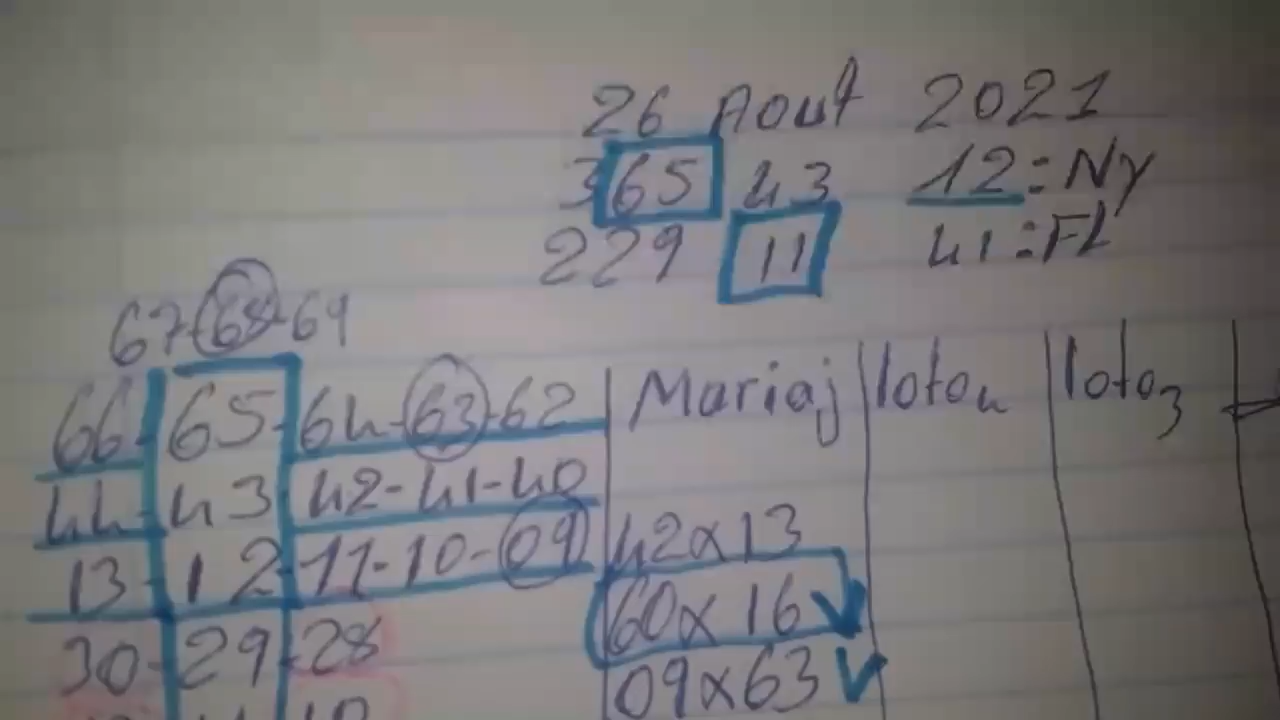 26 Aout 2021
365 43 12:NY
229 11 41:FL
67-68-69
66-65-64-63-62 Mariaj loto4 loto3
44-43-42-41-40
13-12-11-10-09 42x13
60x16
30-29-28
09x63